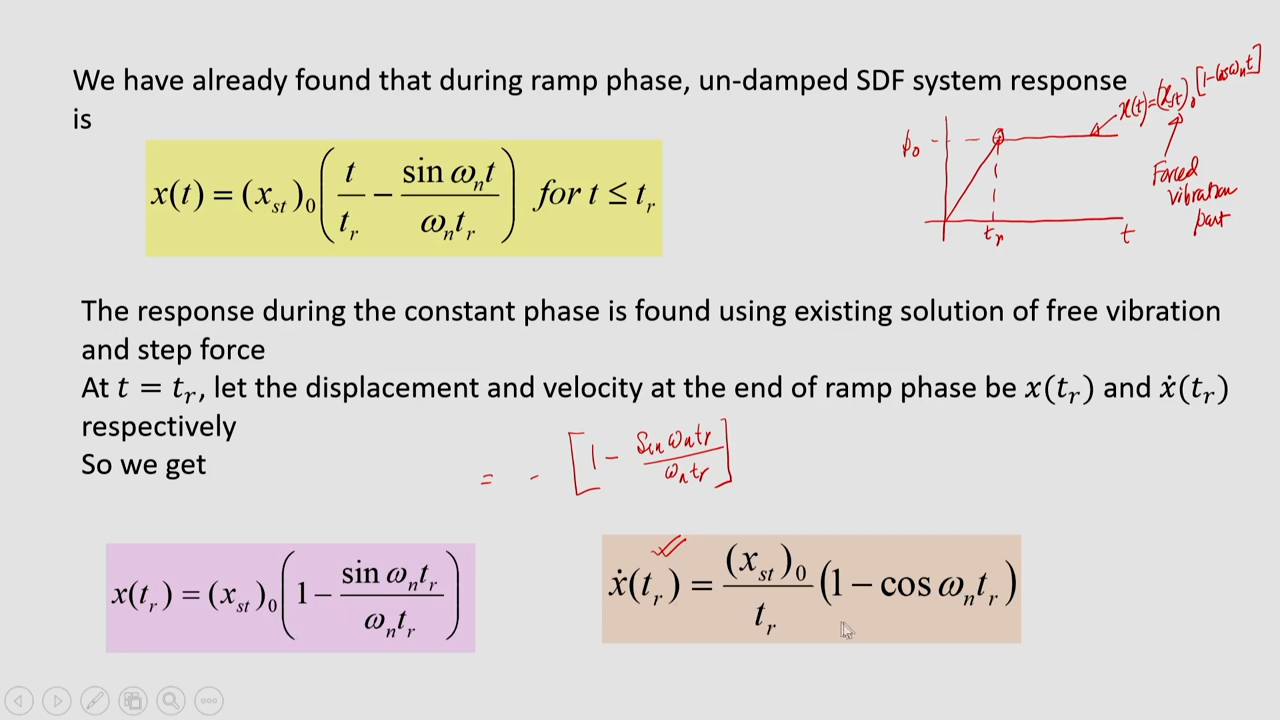 We have already found that during ramp phase, un-damped SDF system response
is
x(t) = (x_st)_0 ( t/t_r − sin ω_n t / ω_n t_r ) for t ≤ t_r
x(t)=(x_st)_0 [1-cos ω_n t]
p_0
Forced
vibration
part
t_r
t
The response during the constant phase is found using existing solution of free vibration
and step force
At t = t_r, let the displacement and velocity at the end of ramp phase be x(t_r) and ẋ(t_r)
respectively
So we get
= - [1 - Sin ω_n t_r / ω_n t_r]
x(t_r) = (x_st)_0 ( 1 − sin ω_n t_r / ω_n t_r )
ẋ(t_r) = (x_st)_0 / t_r (1 − cos ω_n t_r)